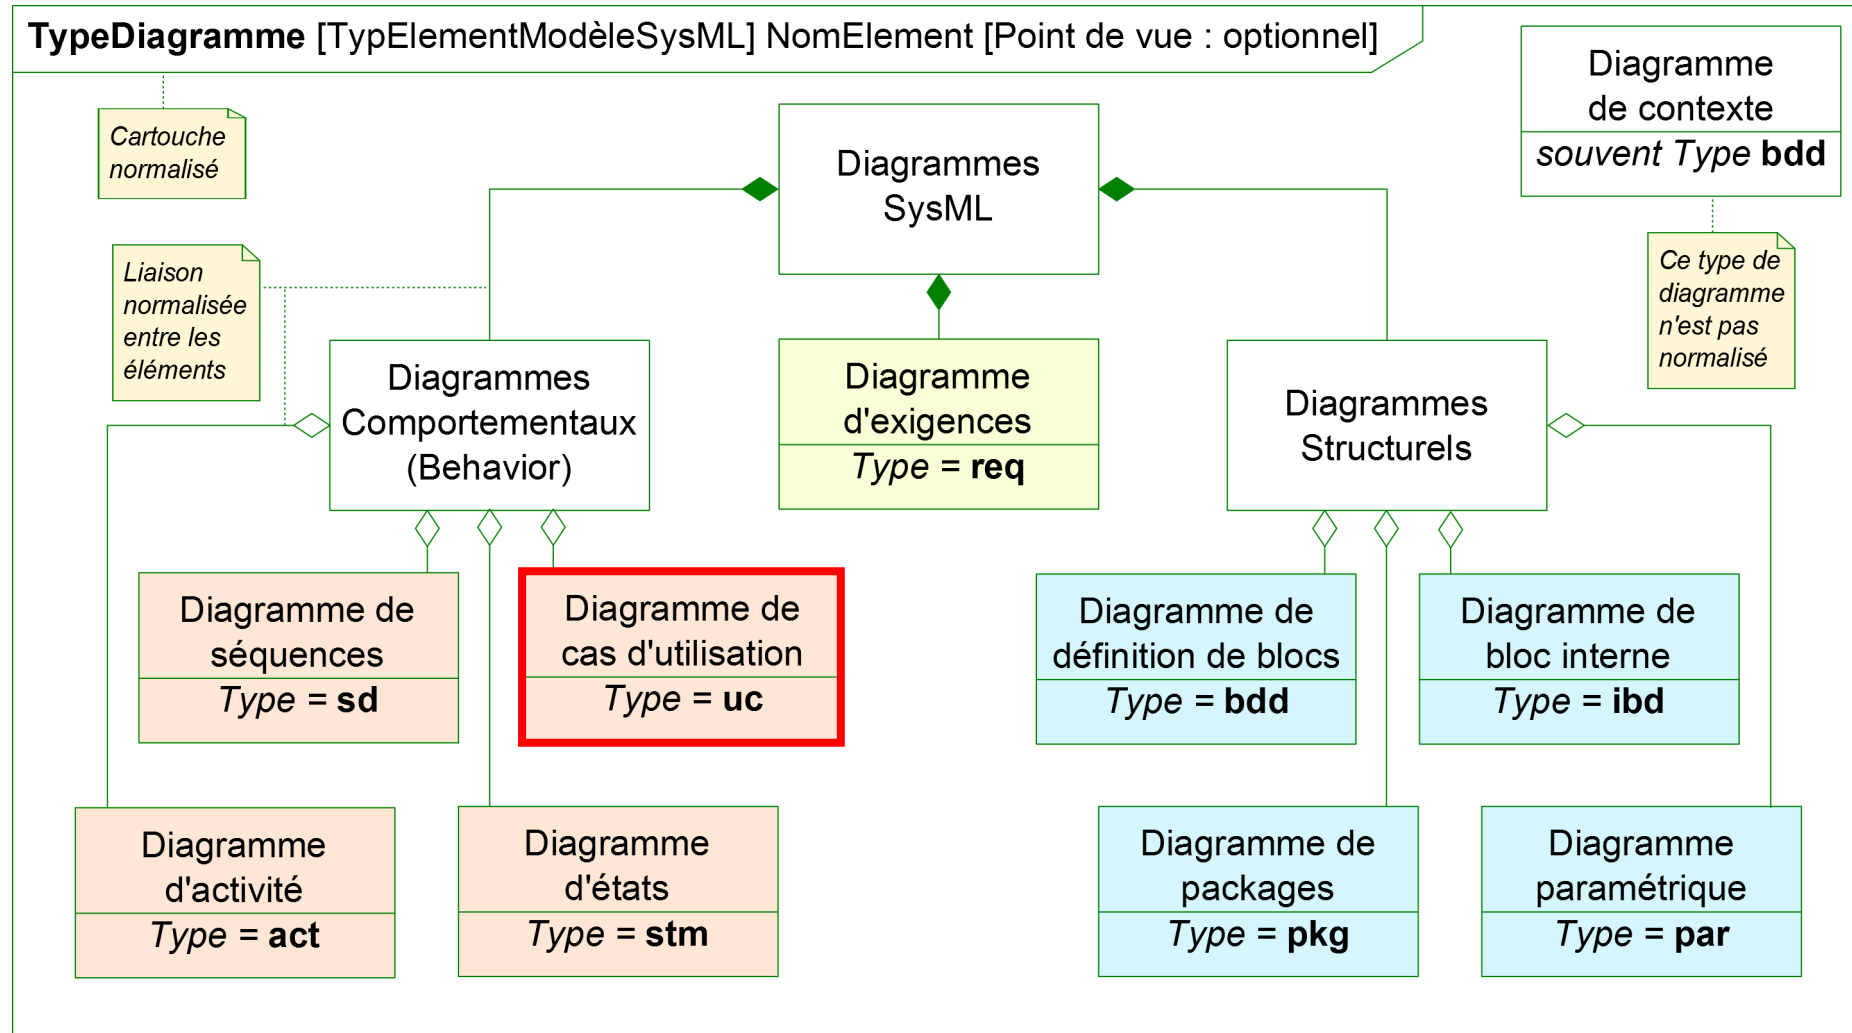 TypeDiagramme [TypElementModèleSysML] NomElement [Point de vue : optionnel]
Diagramme
de contexte
souvent Type bdd
Cartouche
normalisé
Diagrammes
SysML
Liaison
normalisée
entre les
éléments
Ce type de
diagramme
n'est pas
normalisé
Diagrammes
Comportementaux
(Behavior)
Diagramme
d'exigences
Type = req
Diagrammes
Structurels
Diagramme de
séquences
Type = sd
Diagramme de
cas d'utilisation
Type = uc
Diagramme de
définition de blocs
Type = bdd
Diagramme de
bloc interne
Type = ibd
Diagramme
d'activité
Type = act
Diagramme
d'états
Type = stm
Diagramme de
packages
Type = pkg
Diagramme
paramétrique
Type = par